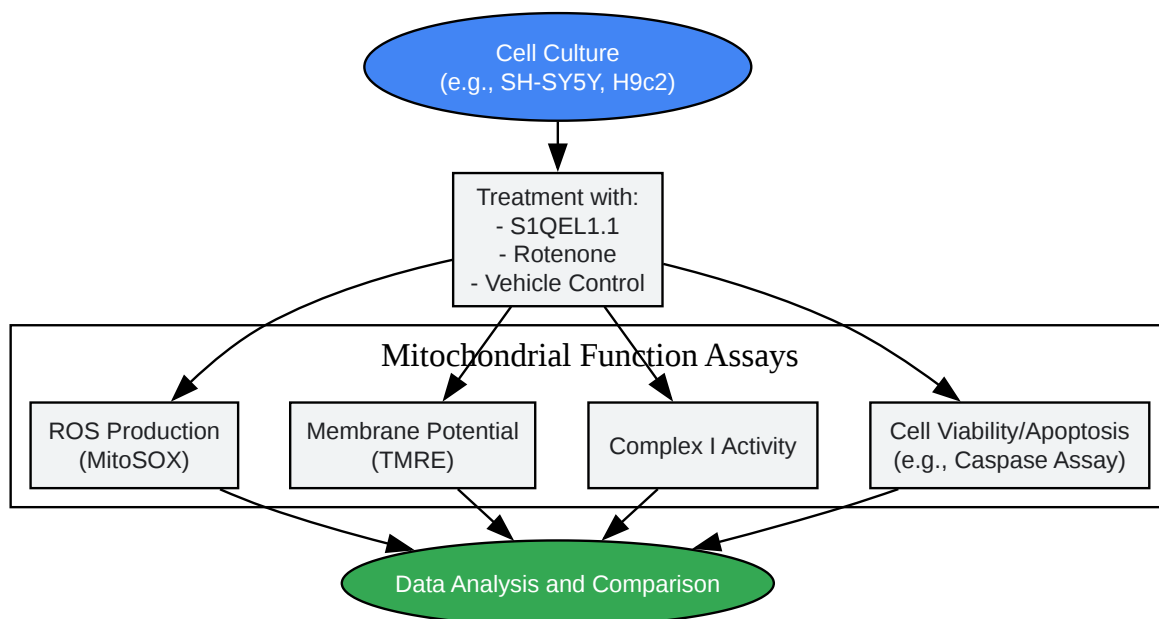 Cell Culture
(e.g., SH-SY5Y, H9c2)
Treatment with:
- S1QEL1.1
- Rotenone
- Vehicle Control
Mitochondrial Function Assays
ROS Production
(MitoSOX)
Membrane Potential
(TMRE)
Complex I Activity
Cell Viability/Apoptosis
(e.g., Caspase Assay)
Data Analysis and Comparison